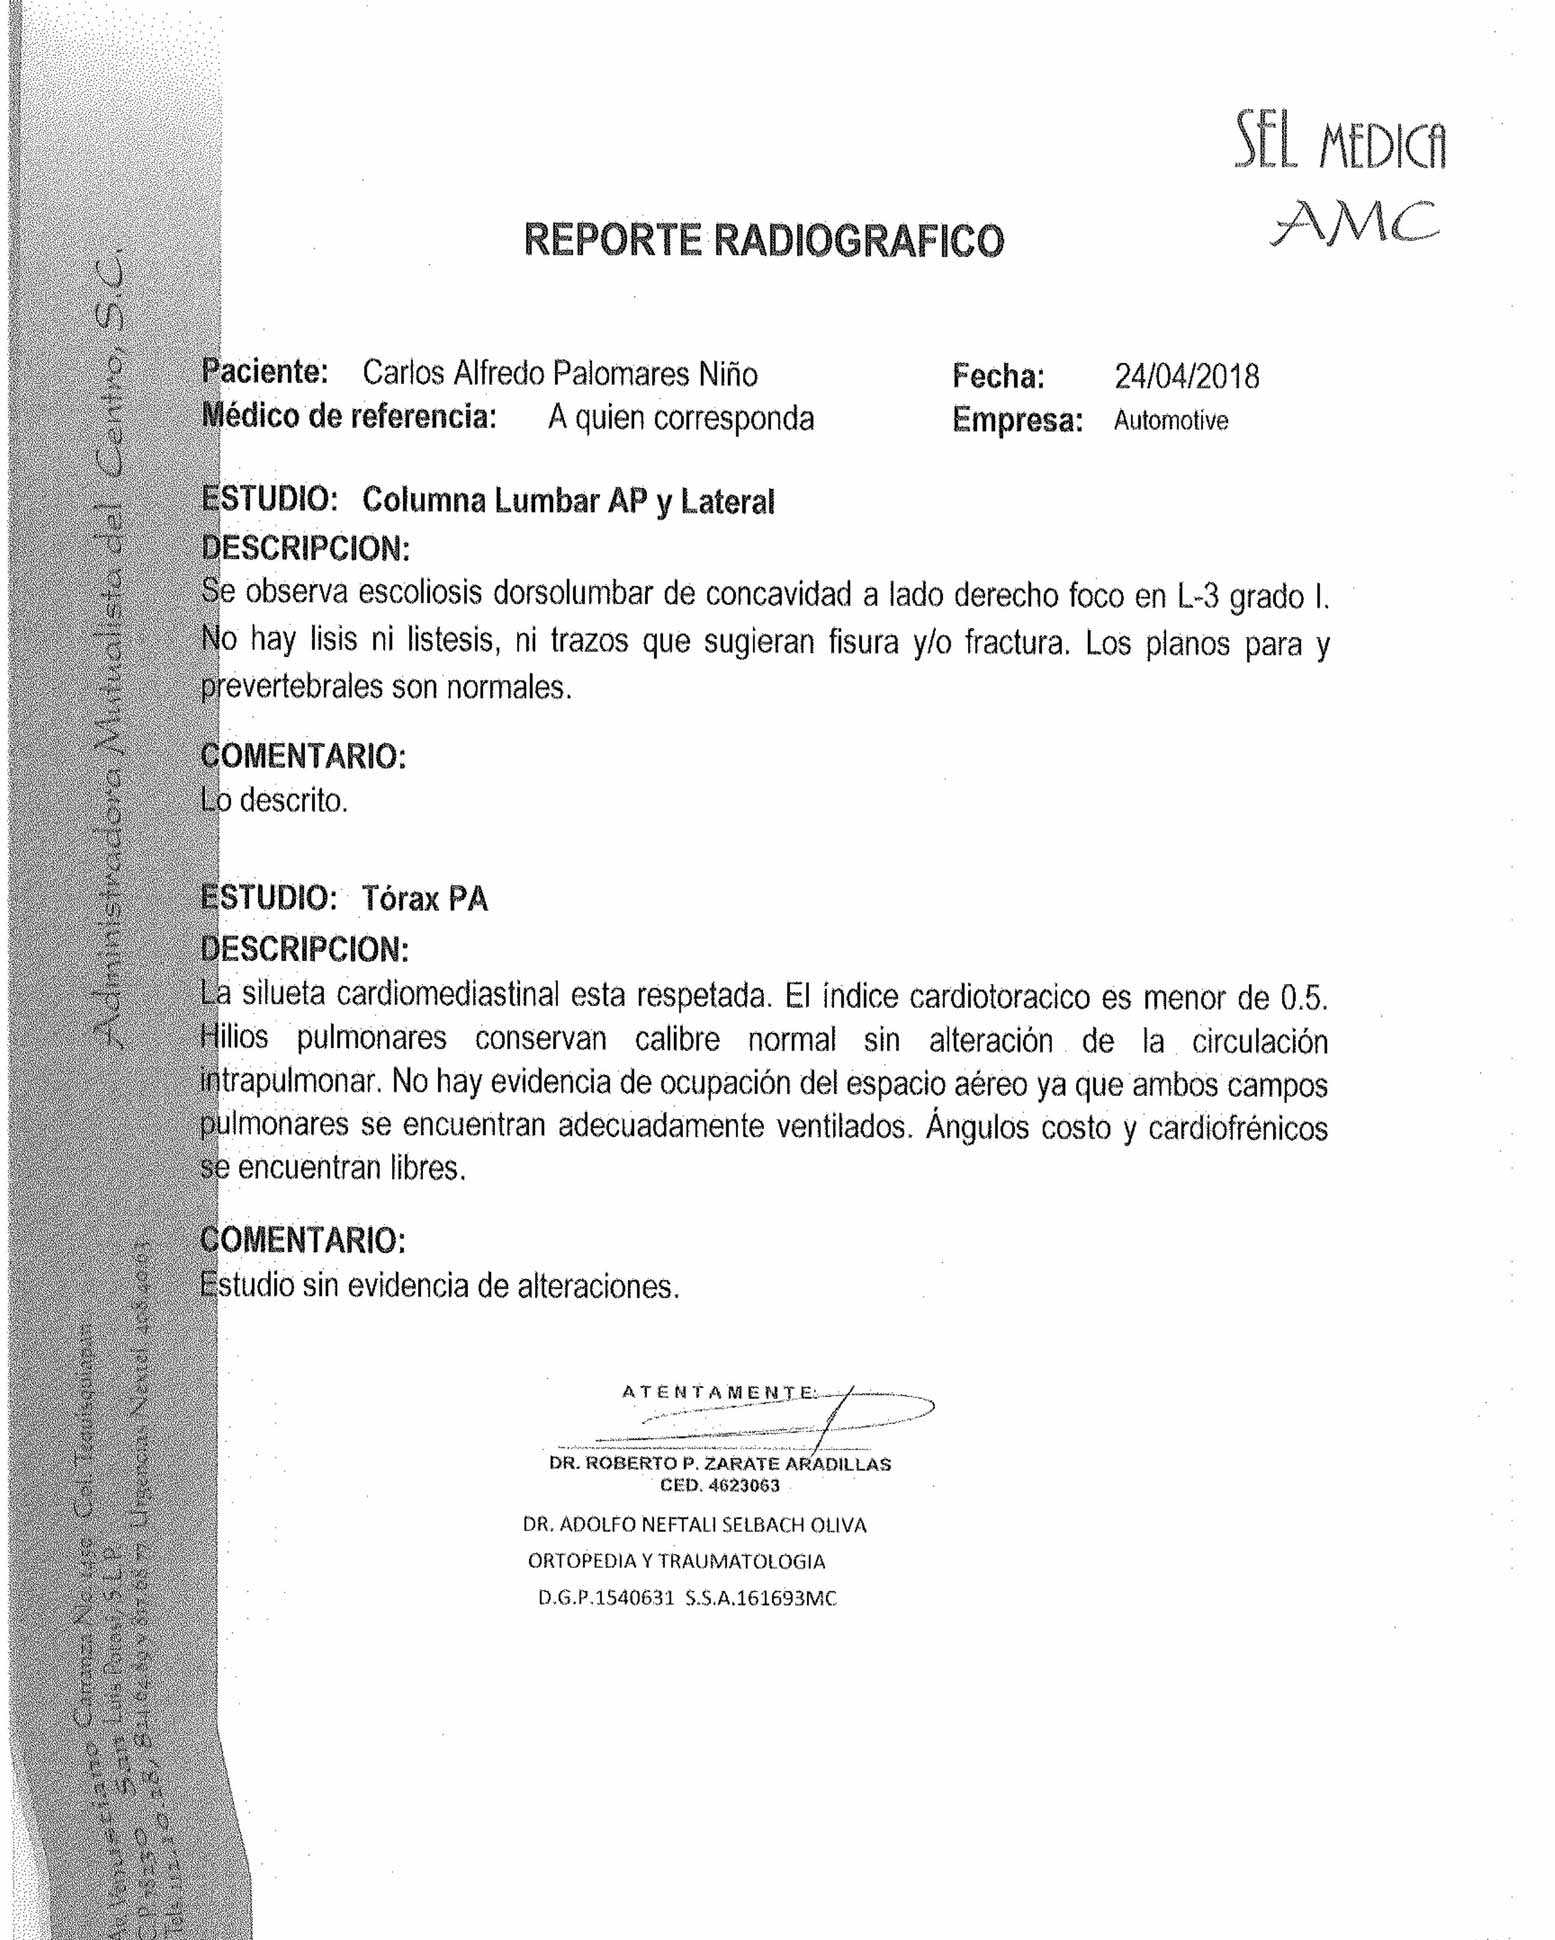 SEL MEDICA
AMC
REPORTE RADIOGRAFICO
Paciente: Carlos Alfredo Palomares Niño Fecha: 24/04/2018
Médico de referencia: A quien corresponda Empresa: Automotive
ESTUDIO: Columna Lumbar AP y Lateral
DESCRIPCION:
Se observa escoliosis dorsolumbar de concavidad a lado derecho foco en L-3 grado I.
No hay lisis ni listesis, ni trazos que sugieran fisura y/o fractura. Los planos para y
prevertebrales son normales.
COMENTARIO:
Lo descrito.
ESTUDIO: Tórax PA
DESCRIPCION:
La silueta cardiomediastinal esta respetada. El índice cardiotoracico es menor de 0.5.
Hilios pulmonares conservan calibre normal sin alteración de la circulación
intrapulmonar. No hay evidencia de ocupación del espacio aéreo ya que ambos campos
pulmonares se encuentran adecuadamente ventilados. Ángulos costo y cardiofrénicos
se encuentran libres.
COMENTARIO:
Estudio sin evidencia de alteraciones.
ATENTAMENTE:
DR. ROBERTO P. ZARATE ARADILLAS
CED. 4623063
DR. ADOLFO NEFTALI SELBACH OLIVA
ORTOPEDIA Y TRAUMATOLOGIA
D.G.P.1540631 S.S.A.161693MC
Administradora Mutualista del Centro, S.C.
Av Venustiano Carranza No. Col. Tequisquiapan
C.P. 78230 San Luis Potosi, S.L.P.
Tels. Urgencias Nextel